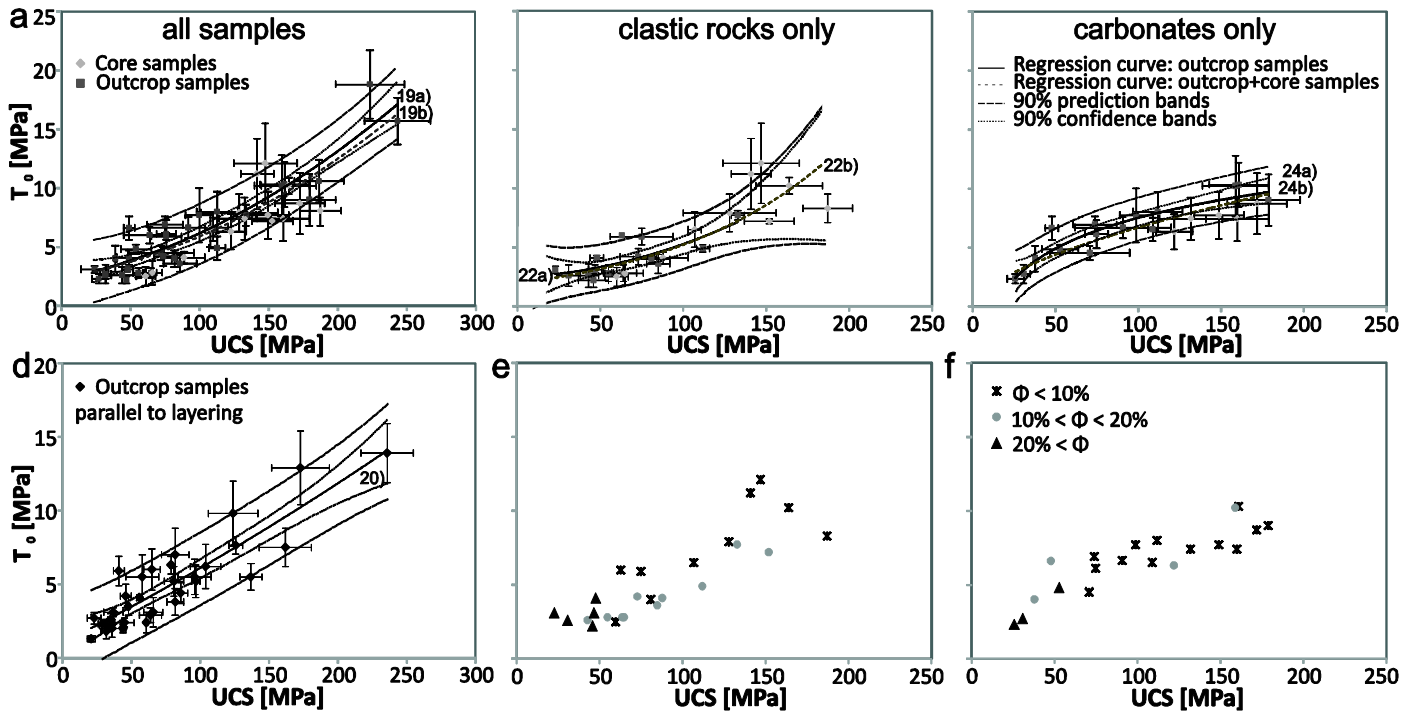 a
all samples
clastic rocks only
carbonates only
25
20
15
10
5
0
T₀ [MPa]
Core samples
Outcrop samples
19a)
19b)
0 50 100 150 200 250 300
UCS [MPa]
22a)
22b)
50 100 150 200 250
UCS [MPa]
Regression curve: outcrop samples
Regression curve: outcrop+core samples
90% prediction bands
90% confidence bands
24a)
24b)
0 50 100 150 200 250
UCS [MPa]
d
20
15
10
5
0
T₀ [MPa]
Outcrop samples
parallel to layering
20)
0 50 100 150 200 250 300
UCS [MPa]
e
0 50 100 150 200 250
UCS [MPa]
f
Φ < 10%
10% < Φ < 20%
20% < Φ
0 50 100 150 200 250
UCS [MPa]